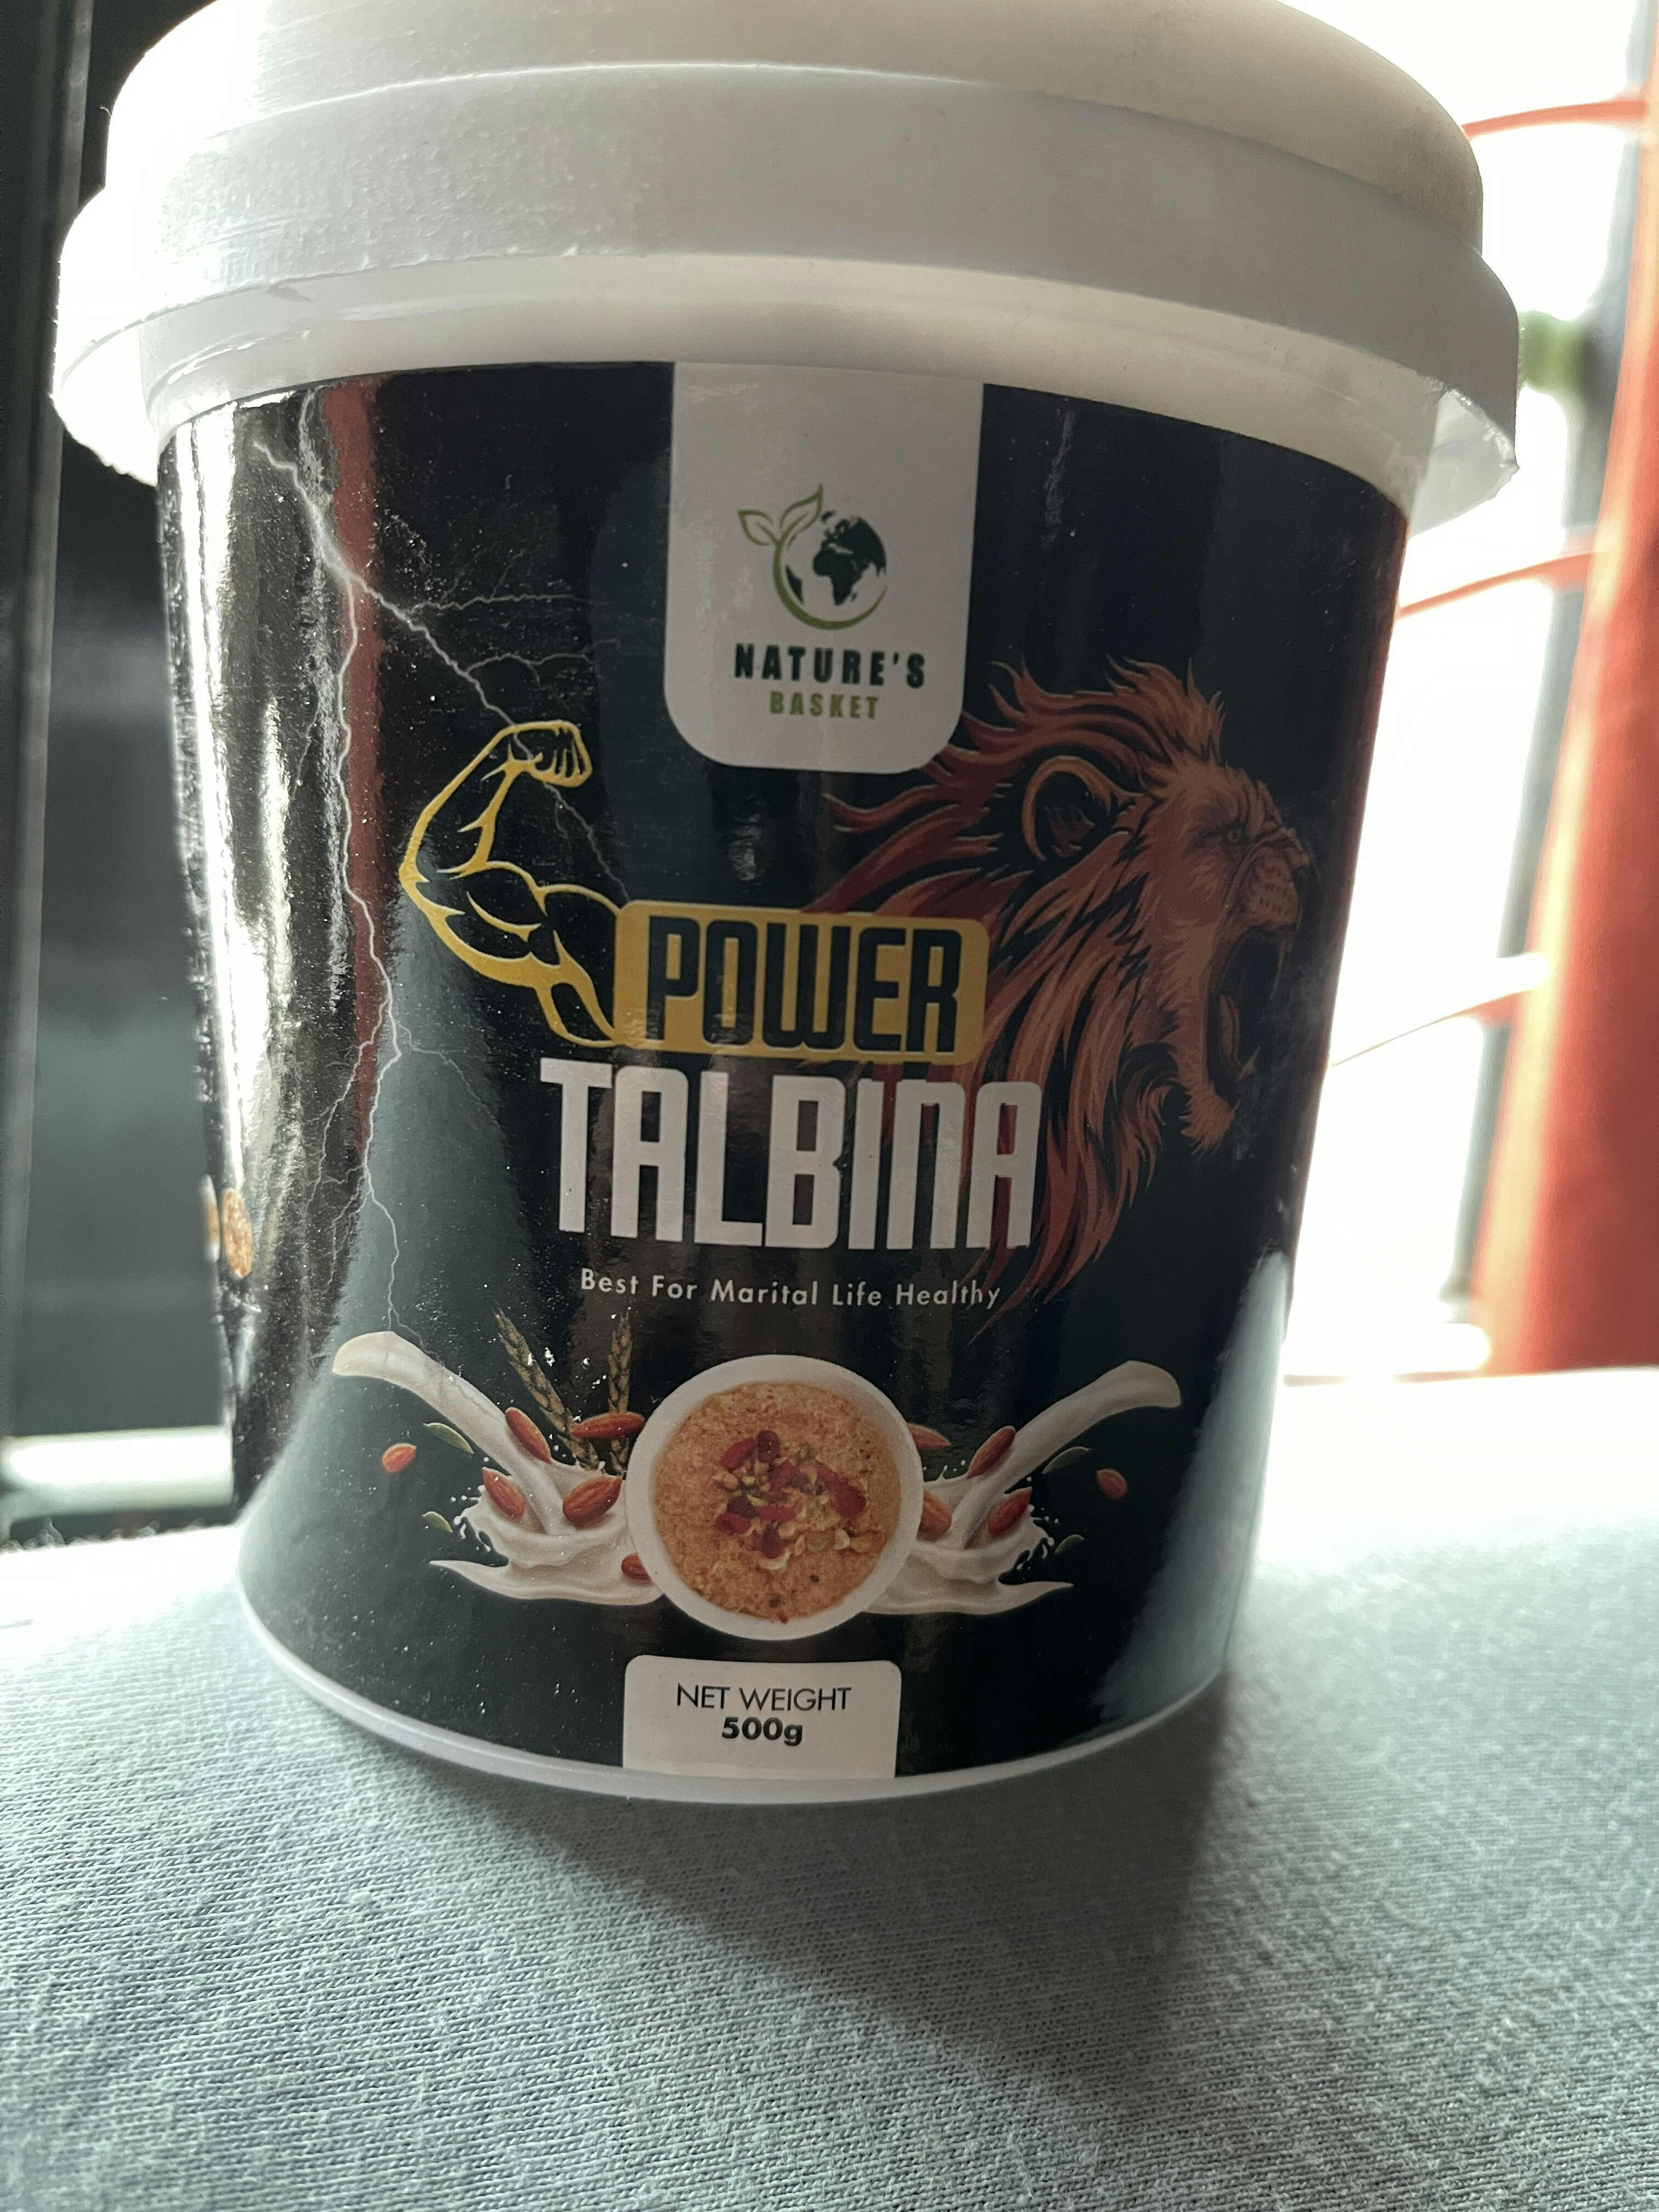 NATURE'S
BASKET
POWER
TALBINA
Best For Marital Life Healthy
NET WEIGHT
500g